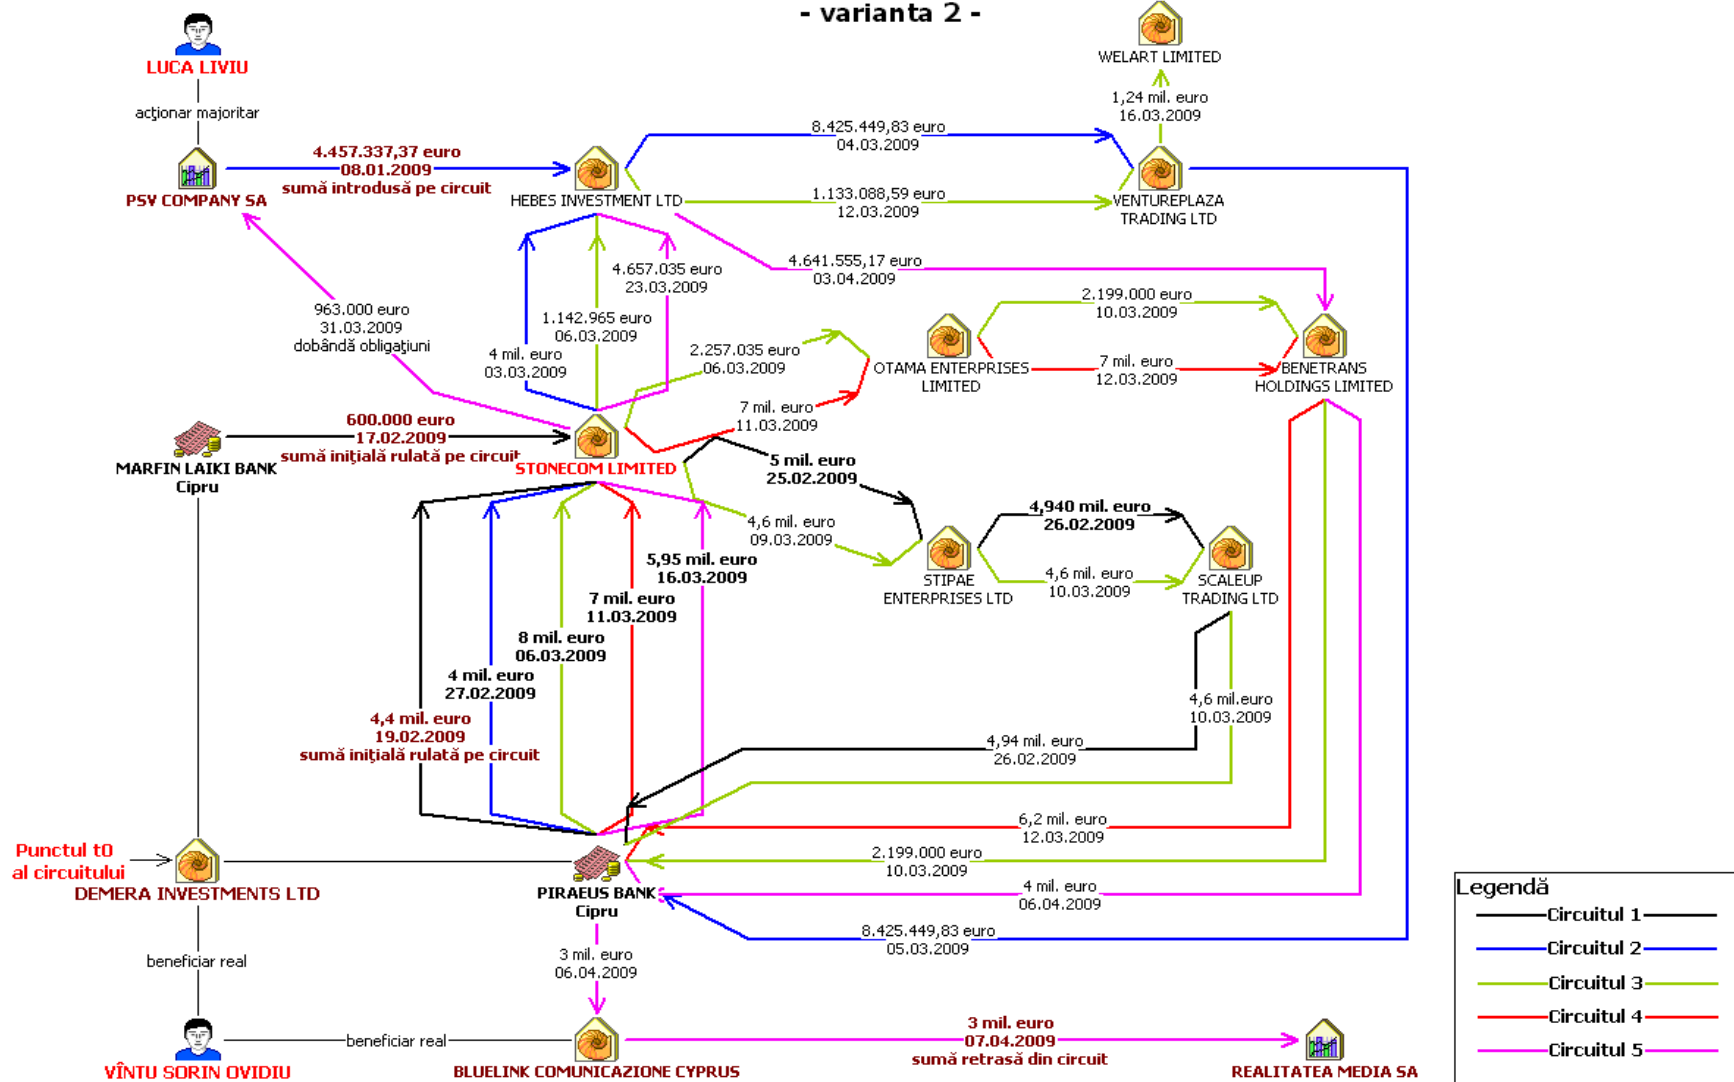 - varianta 2 -
LUCA LIVIU
acţionar majoritar
PSV COMPANY SA
4.457.337,37 euro
08.01.2009
sumă introdusă pe circuit
HEBES INVESTMENT LTD
8.425.449,83 euro
04.03.2009
1.133.088,59 euro
12.03.2009
WELART LIMITED
1,24 mil. euro
16.03.2009
VENTUREPLAZA
TRADING LTD
4.641.555,17 euro
03.04.2009
4.657.035 euro
23.03.2009
1.142.965 euro
06.03.2009
4 mil. euro
03.03.2009
963.000 euro
31.03.2009
dobândă obligaţiuni
2.257.035 euro
06.03.2009
7 mil. euro
11.03.2009
OTAMA ENTERPRISES
LIMITED
2.199.000 euro
10.03.2009
7 mil. euro
12.03.2009
BENETRANS
HOLDINGS LIMITED
MARFIN LAIKI BANK
Cipru
600.000 euro
17.02.2009
sumă iniţială rulată pe circuit
STONECOM LIMITED
5 mil. euro
25.02.2009
4,6 mil. euro
09.03.2009
STIPAE
ENTERPRISES LTD
4,940 mil. euro
26.02.2009
4,6 mil. euro
10.03.2009
SCALEUP
TRADING LTD
5,95 mil. euro
16.03.2009
7 mil. euro
11.03.2009
8 mil. euro
06.03.2009
4 mil. euro
27.02.2009
4,4 mil. euro
19.02.2009
sumă iniţială rulată pe circuit
4,6 mil.euro
10.03.2009
4,94 mil. euro
26.02.2009
6,2 mil. euro
12.03.2009
2.199.000 euro
10.03.2009
4 mil. euro
06.04.2009
8.425.449,83 euro
05.03.2009
Punctul t0
al circuitului
DEMERA INVESTMENTS LTD
PIRAEUS BANK
Cipru
beneficiar real
3 mil. euro
06.04.2009
VÎNTU SORIN OVIDIU
beneficiar real
BLUELINK COMUNICAZIONE CYPRUS
3 mil. euro
07.04.2009
sumă retrasă din circuit
REALITATEA MEDIA SA
Legendă
Circuitul 1
Circuitul 2
Circuitul 3
Circuitul 4
Circuitul 5